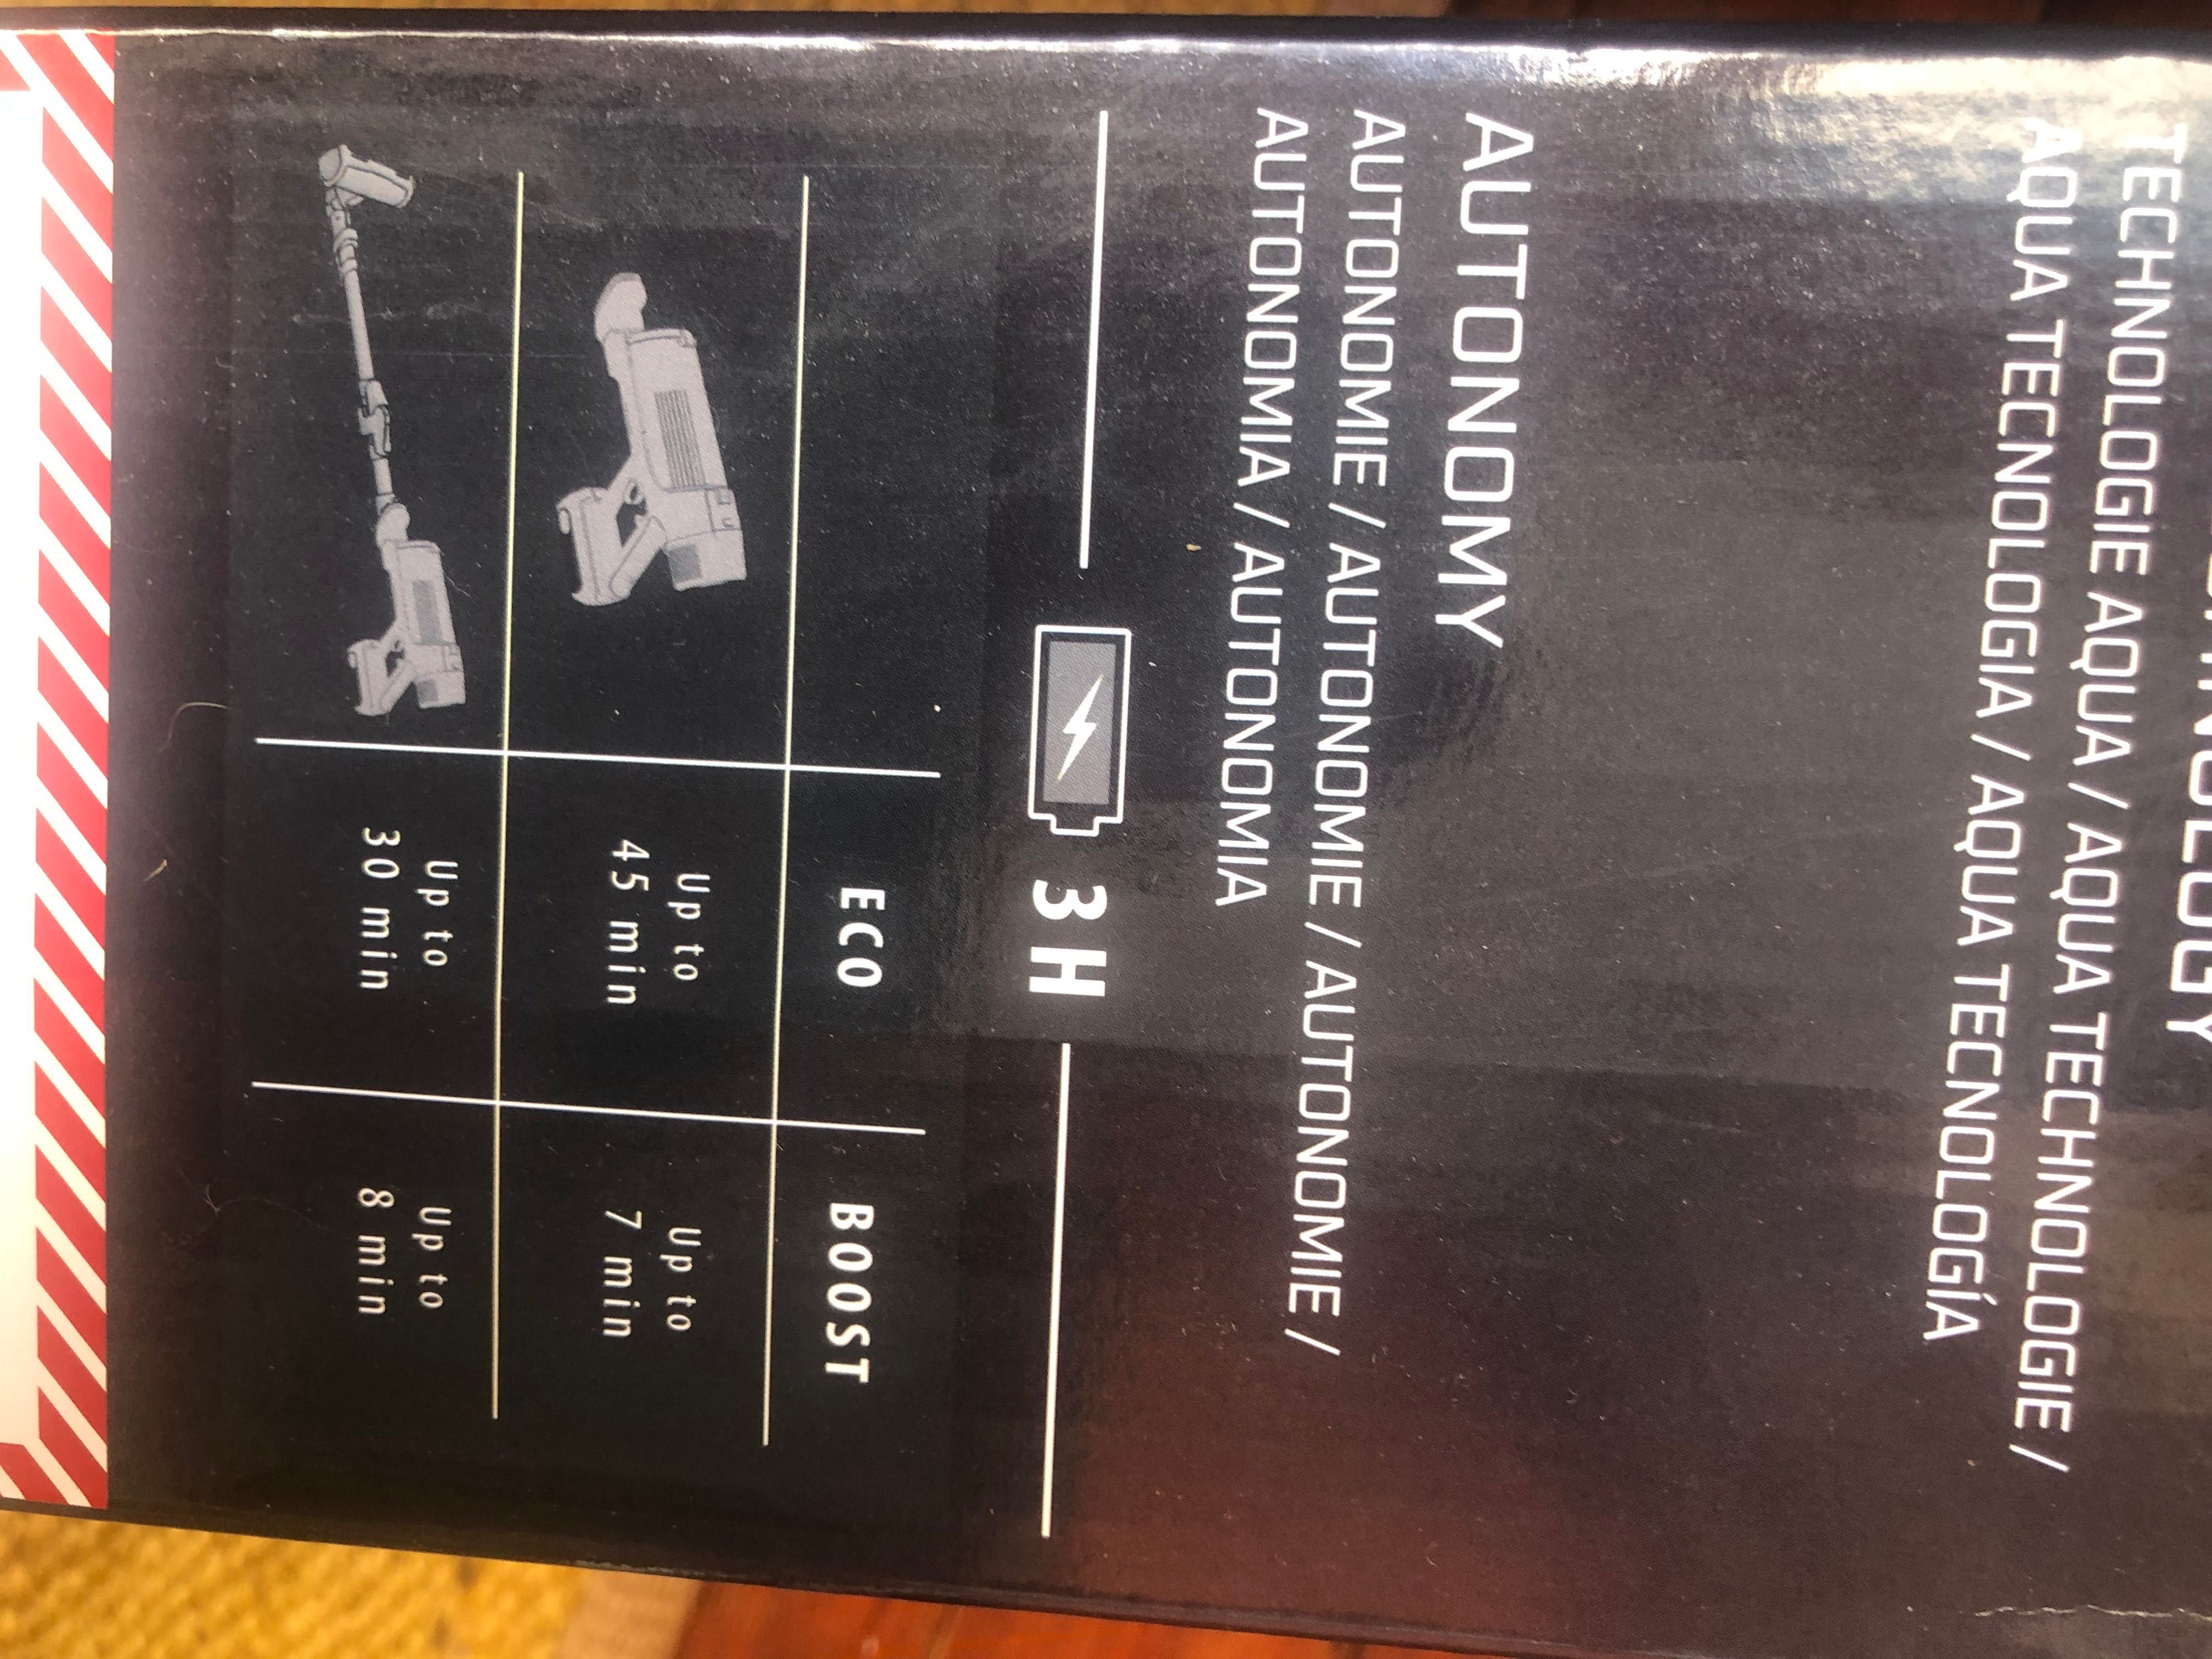 TECHNOLOGIE AQUA / AQUA TECHNOLOGIE /
AQUA TECNOLOGIA / AQUA TECNOLOGÍA
AUTONOMY
AUTONOMIE / AUTONOMIE / AUTONOMIE /
AUTONOMIA / AUTONOMIA
3 H
ECO
BOOST
Up to
45 min
Up to
7 min
Up to
30 min
Up to
8 min